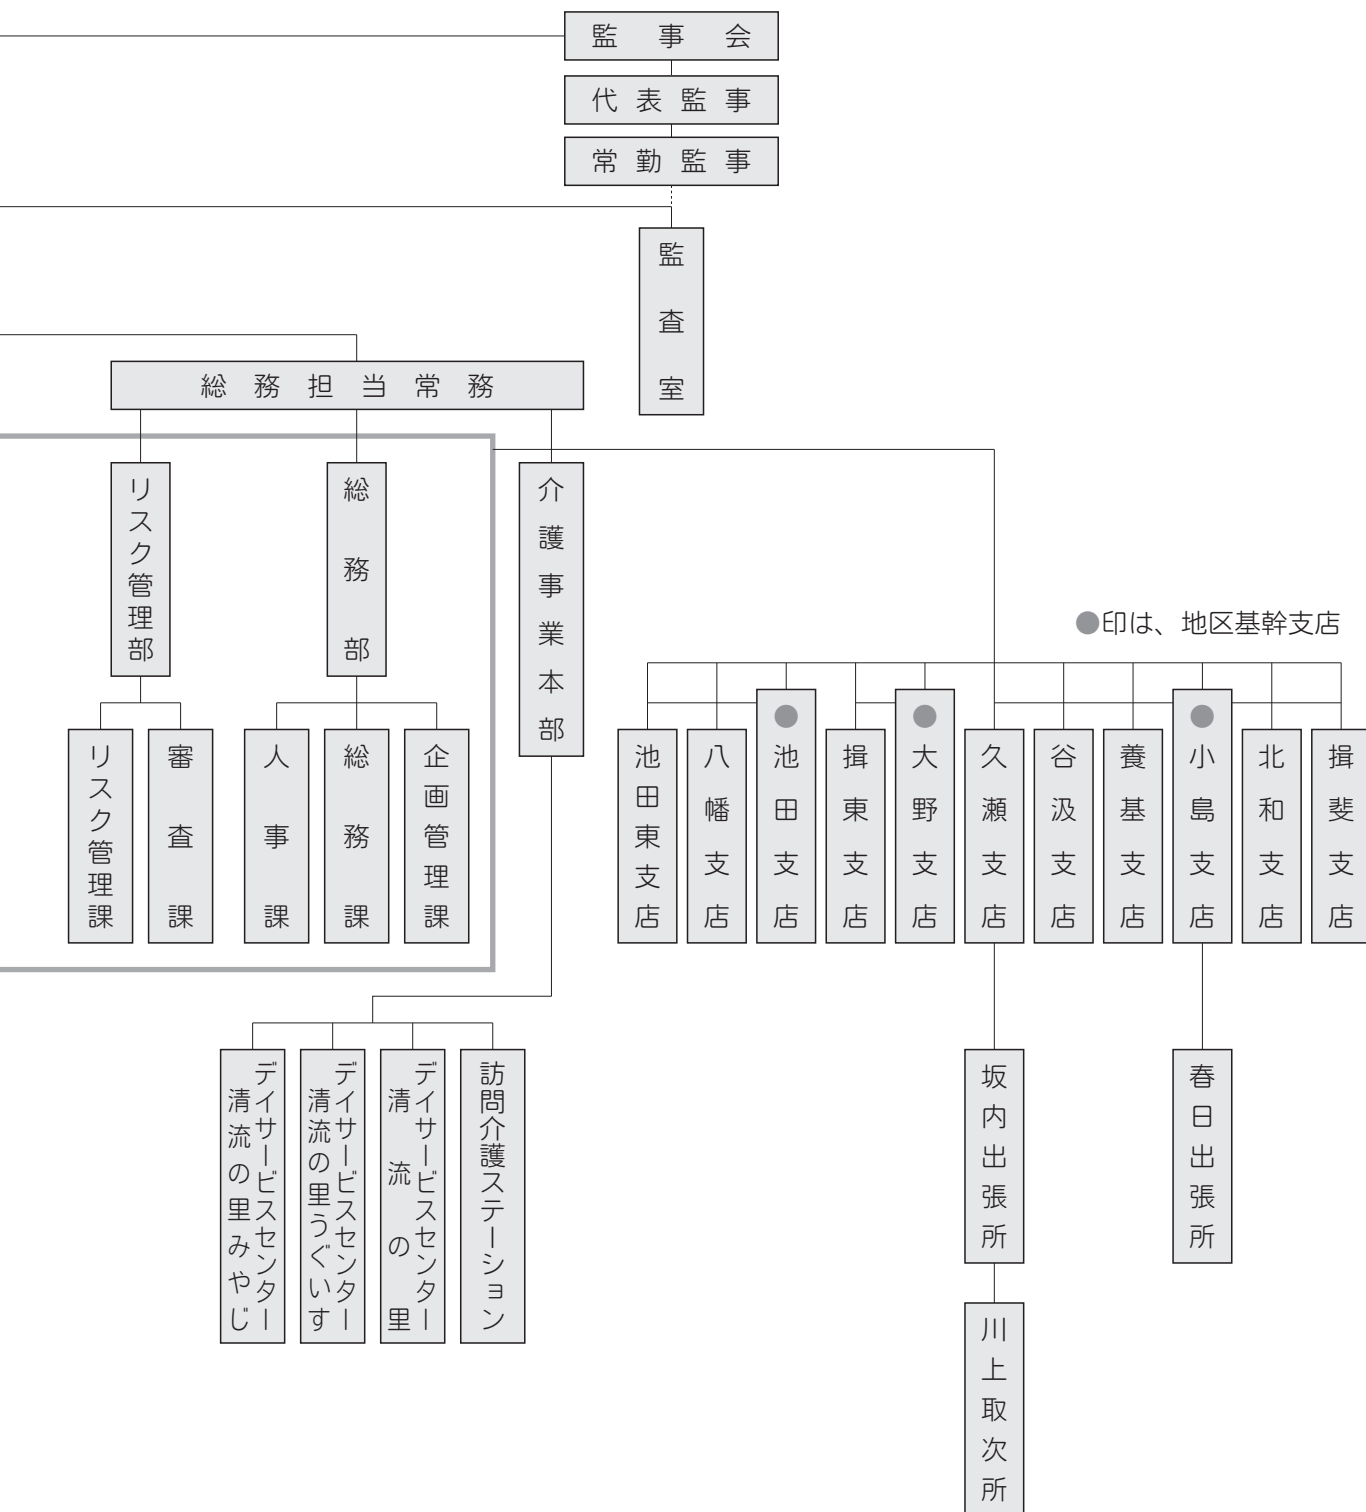 監事会
代表監事
常勤監事
監査室
総務担当常務
リスク管理部
総務部
介護事業本部
●印は、地区基幹支店
リスク管理課
審査課
人事課
総務課
企画管理課
池田東支店
八幡支店
●池田支店
揖東支店
●大野支店
久瀬支店
谷汲支店
養基支店
●小島支店
北和支店
揖斐支店
デイサービスセンター
清流の里みやじ
デイサービスセンター
清流の里うぐいす
デイサービスセンター
清流の里
訪問介護ステーション
坂内出張所
春日出張所
川上取次所